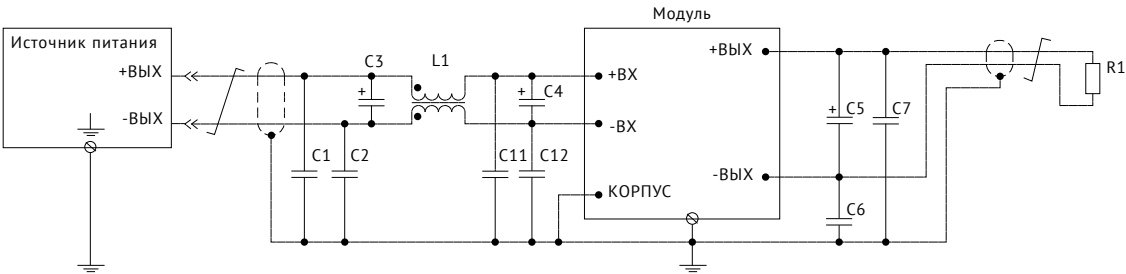 Модуль
Источник питания
+ВЫХ
-ВЫХ
C3
L1
+
+
C4
C1
C2
C11
C12
+ВХ
-ВХ
КОРПУС
+ВЫХ
-ВЫХ
+
C5
C7
C6
R1